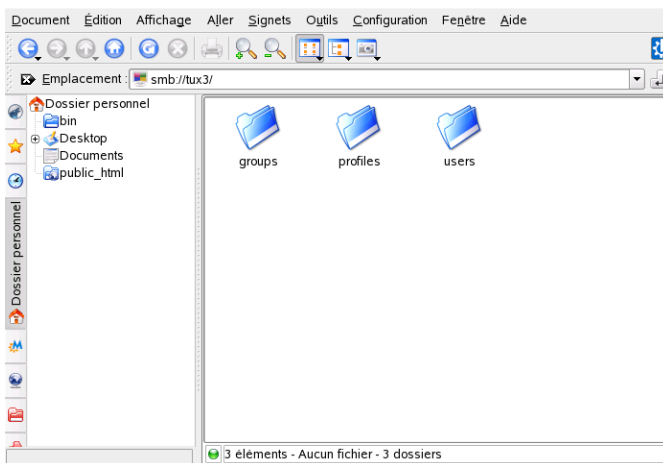 Document Édition Affichage Aller Signets Outils Configuration Fenêtre Aide
Emplacement : smb://tux3/
Dossier personnel
bin
Desktop
Documents
public_html
Dossier personnel
groups profiles users
3 éléments - Aucun fichier - 3 dossiers